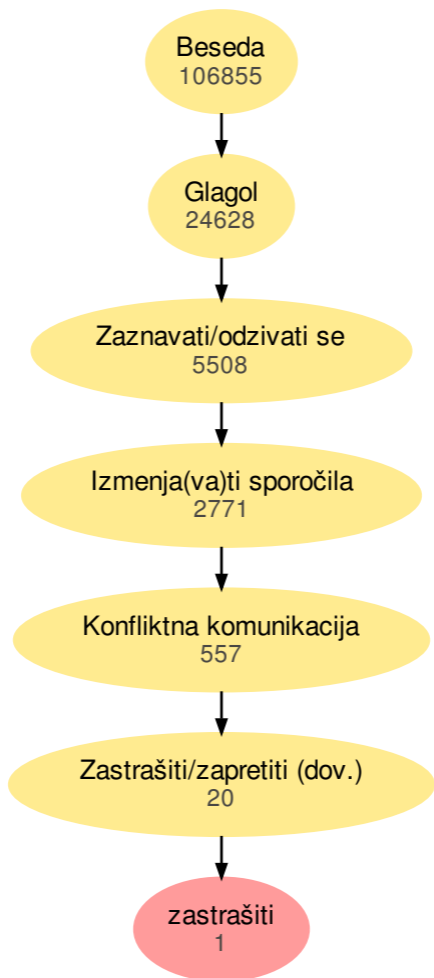 Beseda
106855
Glagol
24628
Zaznavati/odzivati se
5508
Izmenja(va)ti sporočila
2771
Konfliktna komunikacija
557
Zastrašiti/zapretiti (dov.)
20
zastrašiti
1